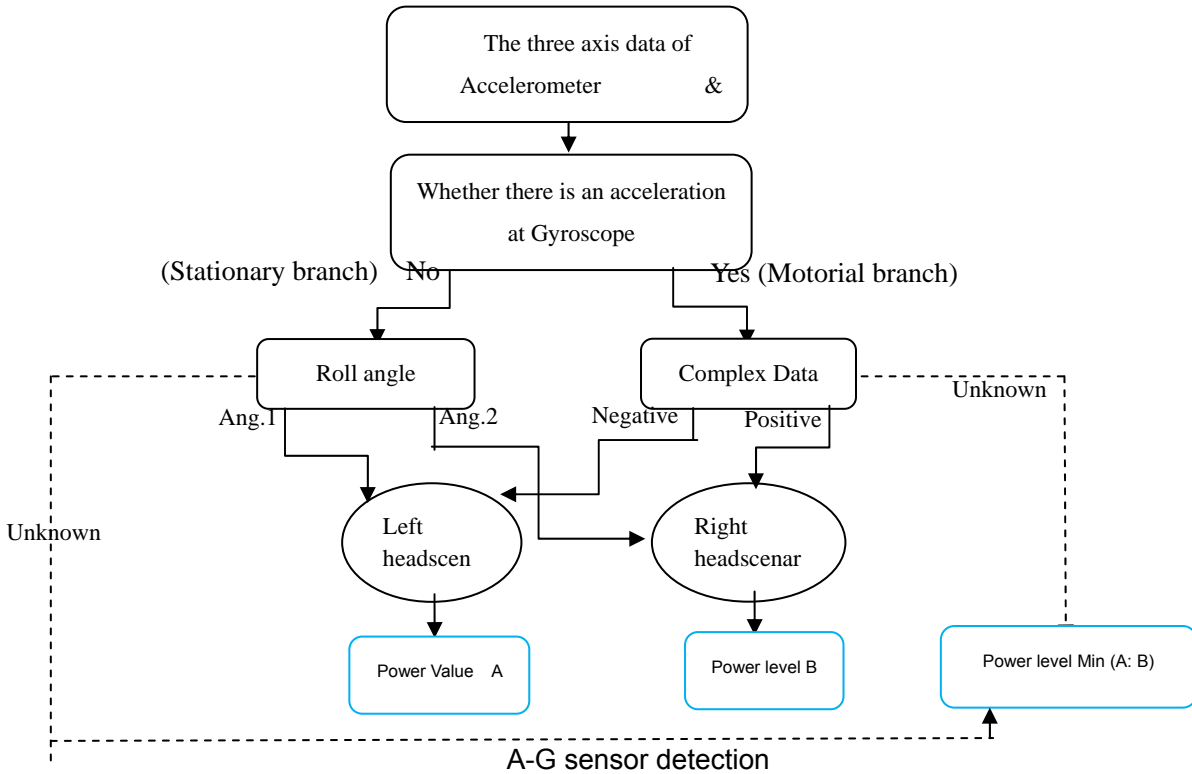 The three axis data of
Accelerometer &
Whether there is an acceleration
at Gyroscope
(Stationary branch) No
Yes (Motorial branch)
Roll angle
Complex Data
Unknown
Ang.1
Ang.2
Negative
Positive
Unknown
Left
headscen
Right
headscenar
Power Value A
Power level B
Power level Min (A: B)
A-G sensor detection